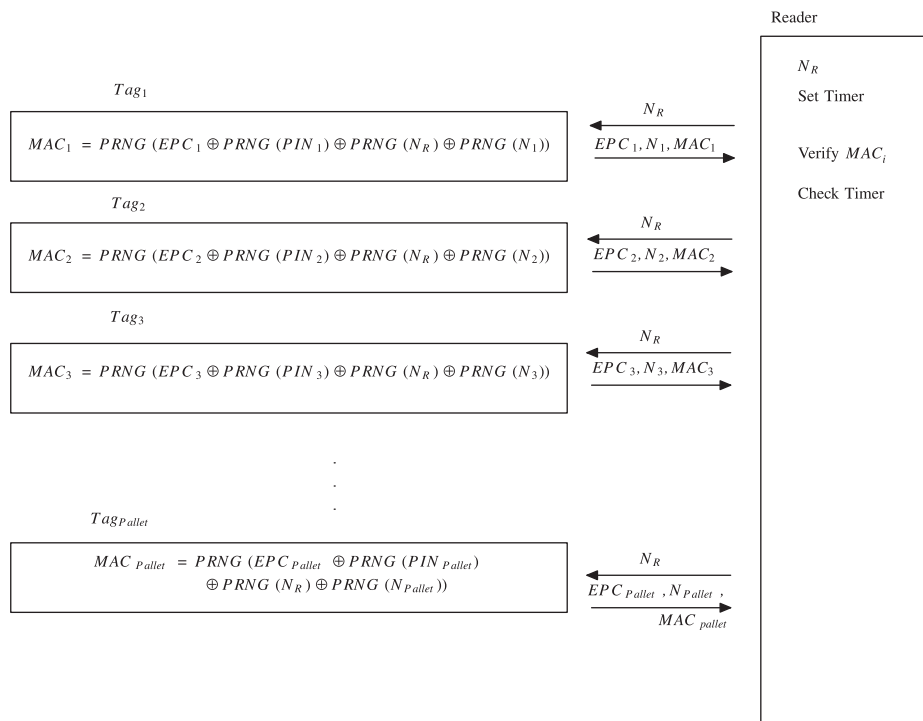 Reader
N_R
Set Timer
Verify MAC_i
Check Timer
Tag_1
MAC_1 = PRNG (EPC_1 ⊕ PRNG (PIN_1) ⊕ PRNG (N_R) ⊕ PRNG (N_1))
N_R
EPC_1, N_1, MAC_1
Tag_2
MAC_2 = PRNG (EPC_2 ⊕ PRNG (PIN_2) ⊕ PRNG (N_R) ⊕ PRNG (N_2))
N_R
EPC_2, N_2, MAC_2
Tag_3
MAC_3 = PRNG (EPC_3 ⊕ PRNG (PIN_3) ⊕ PRNG (N_R) ⊕ PRNG (N_3))
N_R
EPC_3, N_3, MAC_3
.
.
.
Tag_Pallet
MAC_Pallet = PRNG (EPC_Pallet ⊕ PRNG (PIN_Pallet)
⊕ PRNG (N_R) ⊕ PRNG (N_Pallet))
N_R
EPC_Pallet, N_Pallet,
MAC_pallet